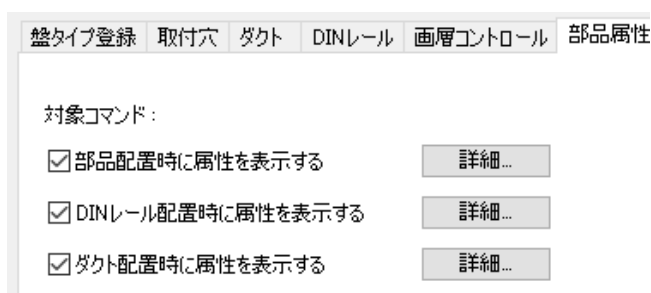 盤タイプ登録 取付穴 ダクト DINレール 画層コントロール 部品属性
対象コマンド:
部品配置時に属性を表示する 詳細...
DINレール配置時に属性を表示する 詳細...
ダクト配置時に属性を表示する 詳細...